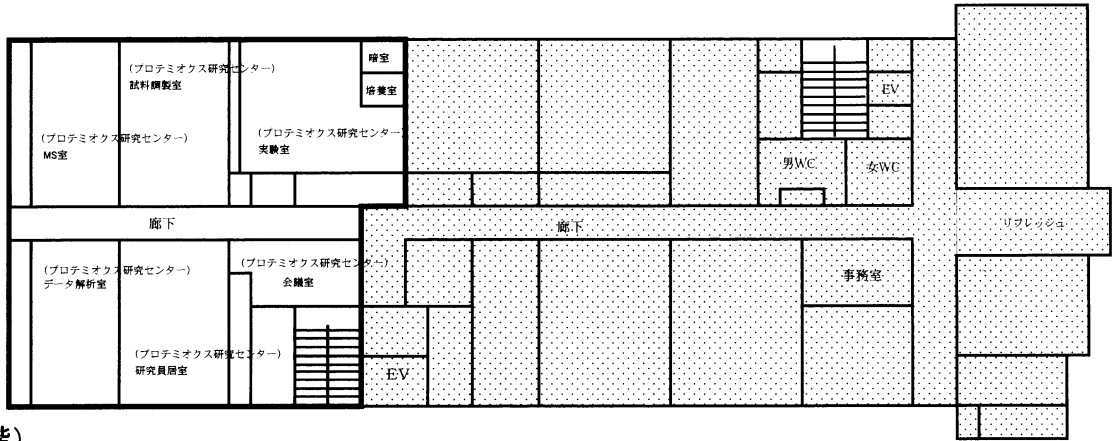 暗室
(プロテミオクス研究センター)
試料調製室
培養室
EV
(プロテミオクス研究センター)
MS室
(プロテミオクス研究センター)
実験室
男WC
女WC
廊下
廊下
リフレッシュ
(プロテミオクス研究センター)
データ解析室
(プロテミオクス研究センター)
会議室
事務室
(プロテミオクス研究センター)
研究員居室
EV